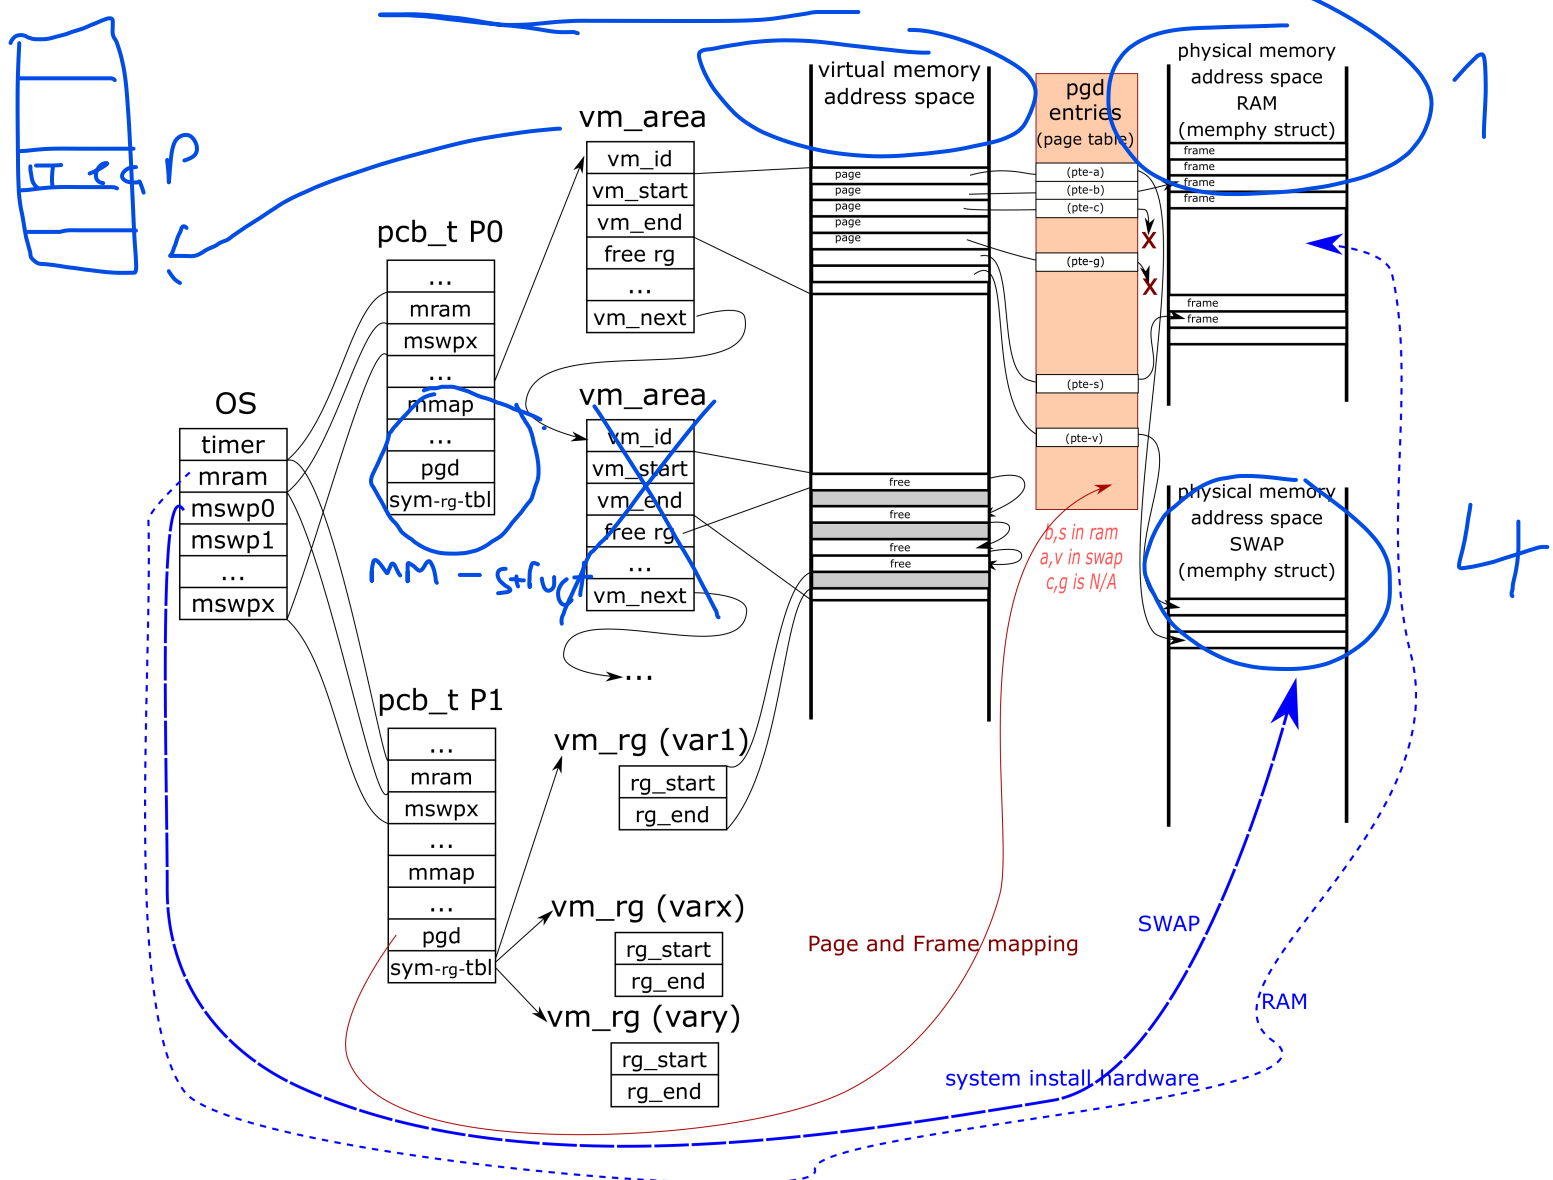 virtual memory
address space
pgd
entries
(page table)
physical memory
address space
RAM
(memphy struct)
1
frame
frame
frame
frame
frame
frame
vm_area
vm_id
vm_start
vm_end
free rg
...
vm_next
page
page
page
page
page
(pte-a)
(pte-b)
(pte-c)
X
(pte-g)
X
(pte-s)
(pte-v)
pcb_t P0
...
mram
mswpx
...
mmap
...
pgd
sym-rg-tbl
MM - struct
OS
timer
mram
mswp0
mswp1
...
mswpx
vm_area
vm_id
vm_start
vm_end
free rg
...
vm_next
...
free
free
free
free
b,s in ram
a,v in swap
c,g is N/A
physical memory
address space
SWAP
(memphy struct)
4
pcb_t P1
...
mram
mswpx
...
mmap
...
pgd
sym-rg-tbl
vm_rg (var1)
rg_start
rg_end
vm_rg (varx)
rg_start
rg_end
vm_rg (vary)
rg_start
rg_end
Page and Frame mapping
SWAP
RAM
system install hardware